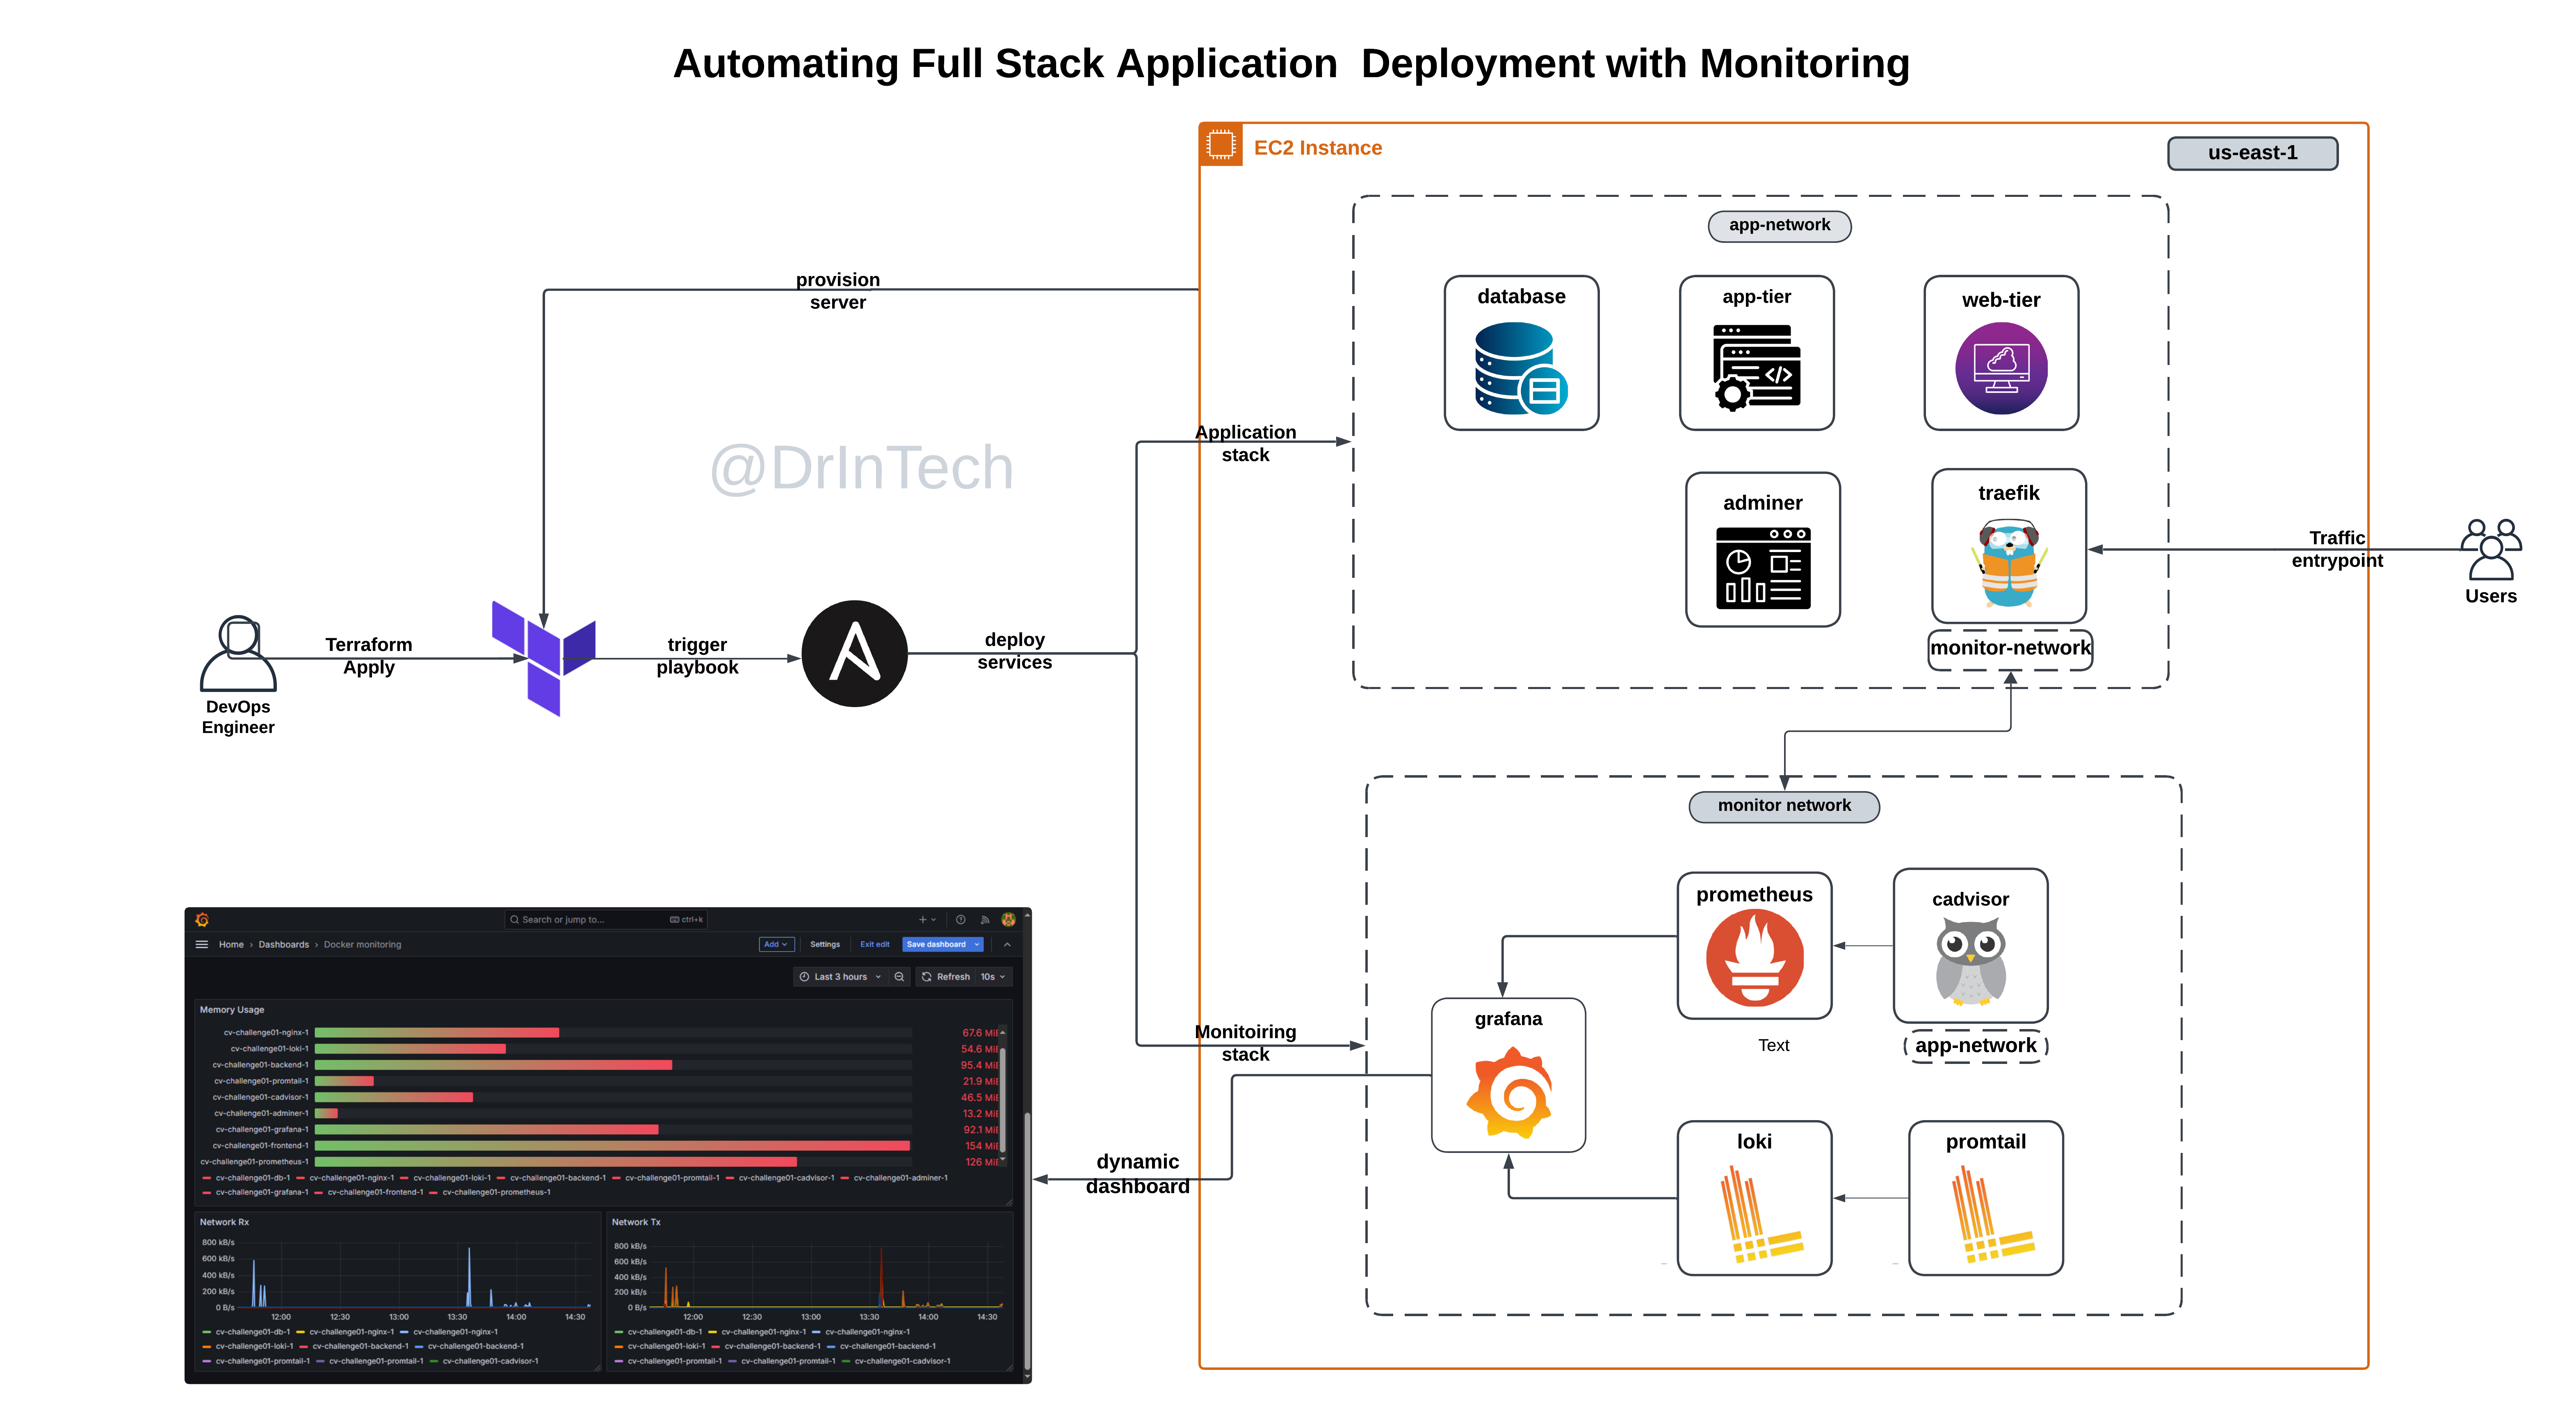 Automating Full Stack Application  Deployment with Monitoring
EC2 Instance
us-east-1
app-network
database
app-tier
web-tier
adminer
traefik
monitor-network
provision
server
@DrInTech
Application
stack
Traffic
entrypoint
Users
DevOps
Engineer
Terraform
Apply
trigger
playbook
deploy
services
monitor network
prometheus
cadvisor
app-network
Text
grafana
loki
promtail
Monitoiring
stack
dynamic
dashboard
Search or jump to...
ctrl+k
Home › Dashboards › Docker monitoring
Add
Settings
Exit edit
Save dashboard
Last 3 hours
Refresh
10s
Memory Usage
cv-challenge01-nginx-1 67.6 MiB
cv-challenge01-loki-1 54.6 MiB
cv-challenge01-backend-1 95.4 MiB
cv-challenge01-promtail-1 21.9 MiB
cv-challenge01-cadvisor-1 46.5 MiB
cv-challenge01-adminer-1 13.2 MiB
cv-challenge01-grafana-1 92.1 MiB
cv-challenge01-frontend-1 154 MiB
cv-challenge01-prometheus-1 126 MiB
cv-challenge01-db-1 cv-challenge01-nginx-1 cv-challenge01-loki-1 cv-challenge01-backend-1 cv-challenge01-promtail-1 cv-challenge01-cadvisor-1 cv-challenge01-adminer-1
cv-challenge01-grafana-1 cv-challenge01-frontend-1 cv-challenge01-prometheus-1
Network Rx
800 kB/s
600 kB/s
400 kB/s
200 kB/s
0 B/s
12:00 12:30 13:00 13:30 14:00 14:30
cv-challenge01-db-1 cv-challenge01-nginx-1 cv-challenge01-nginx-1
cv-challenge01-loki-1 cv-challenge01-backend-1 cv-challenge01-backend-1
cv-challenge01-promtail-1 cv-challenge01-promtail-1 cv-challenge01-cadvisor-1
Network Tx
800 kB/s
600 kB/s
400 kB/s
200 kB/s
0 B/s
12:00 12:30 13:00 13:30 14:00 14:30
cv-challenge01-db-1 cv-challenge01-nginx-1 cv-challenge01-nginx-1
cv-challenge01-loki-1 cv-challenge01-backend-1 cv-challenge01-backend-1
cv-challenge01-promtail-1 cv-challenge01-promtail-1 cv-challenge01-cadvisor-1